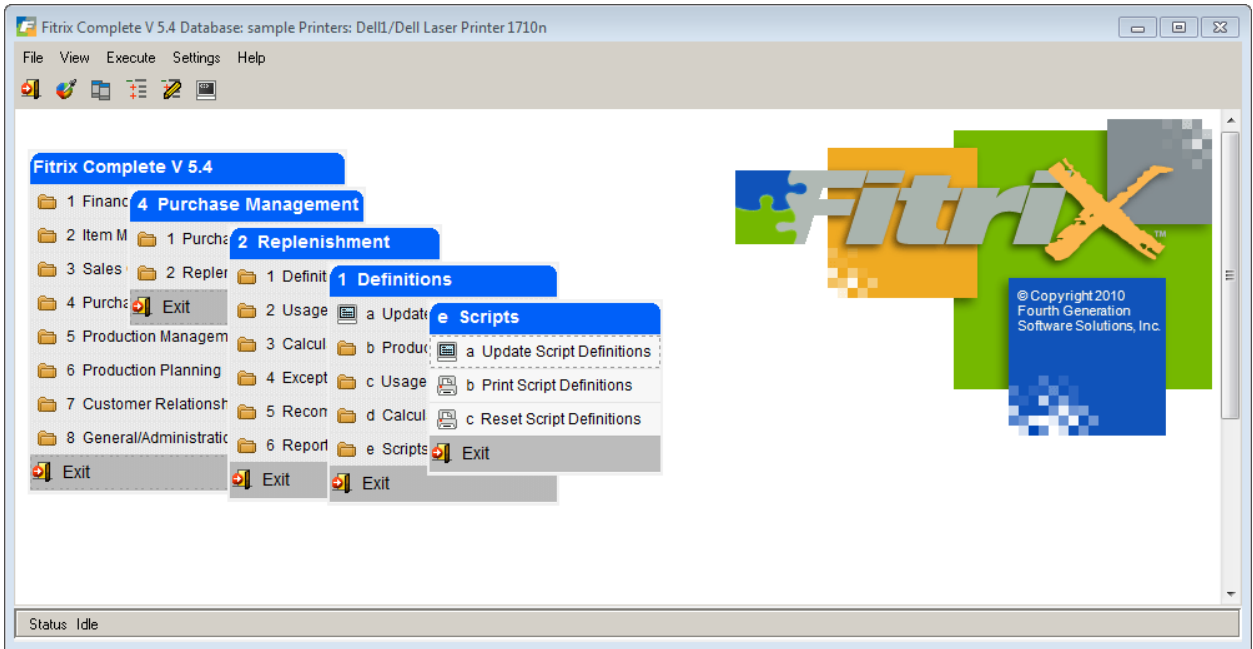 Fitrix Complete V 5.4 Database: sample Printers: Dell1/Dell Laser Printer 1710n
File View Execute Settings Help
Fitrix Complete V 5.4
1 Financ
2 Item M
3 Sales
4 Purcha
5 Production Managem
6 Production Planning
7 Customer Relationsh
8 General/Administratic
Exit
4 Purchase Management
1 Purcha
2 Repler
Exit
2 Replenishment
1 Definit
2 Usage
3 Calcul
4 Except
5 Recom
6 Report
Exit
1 Definitions
a Update
b Produc
c Usage
d Calcul
e Scripts
Exit
e Scripts
a Update Script Definitions
b Print Script Definitions
c Reset Script Definitions
Exit
Fitrix
TM
© Copyright 2010
Fourth Generation
Software Solutions, Inc.
Status Idle